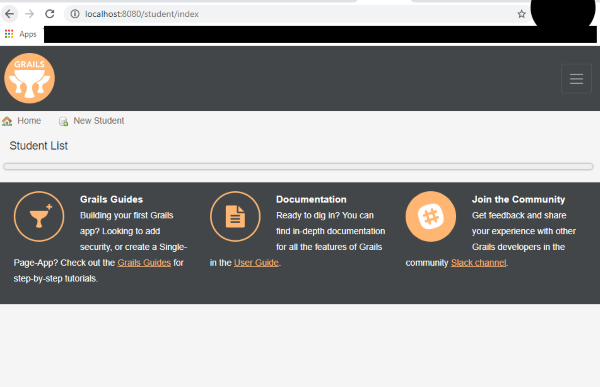 localhost:8080/student/index
Apps
GRAILS
Home New Student
Student List
Grails Guides
Building your first Grails
app? Looking to add
security, or create a Single-
Page-App? Check out the Grails Guides for
step-by-step tutorials.
Documentation
Ready to dig in? You can
find in-depth documentation
for all the features of Grails
in the User Guide.
Join the Community
Get feedback and share
your experience with other
Grails developers in the
community Slack channel.